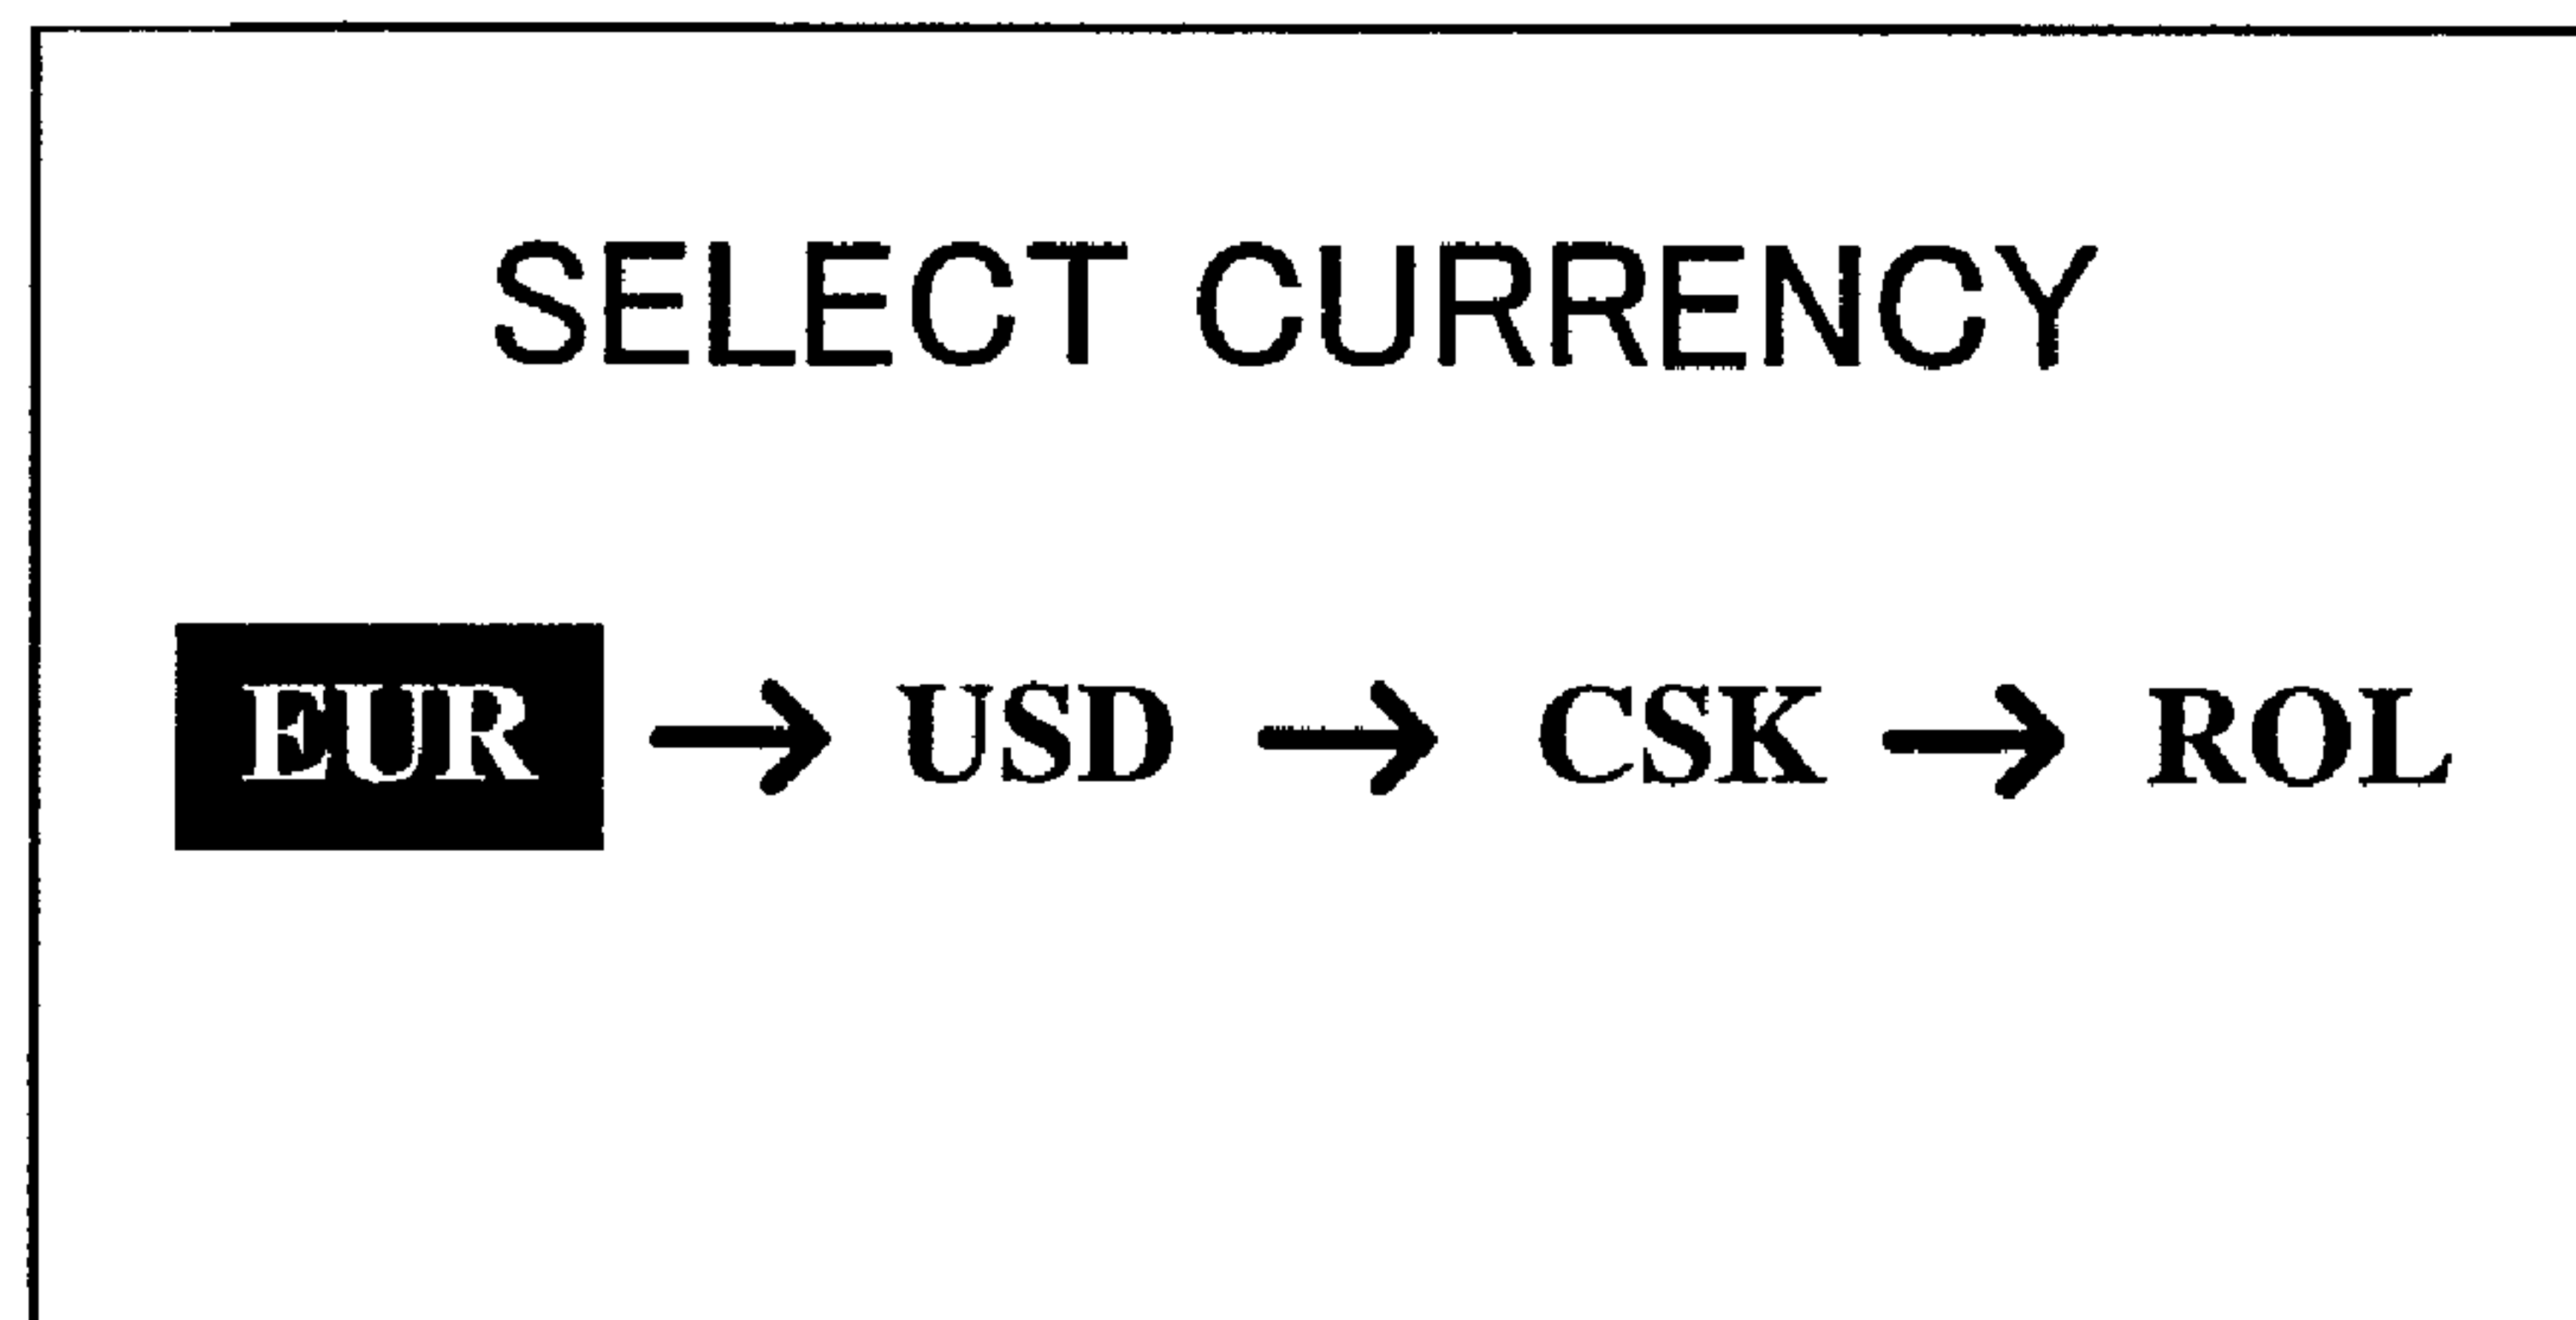 SELECT CURRENCY
EUR → USD → CSK → ROL